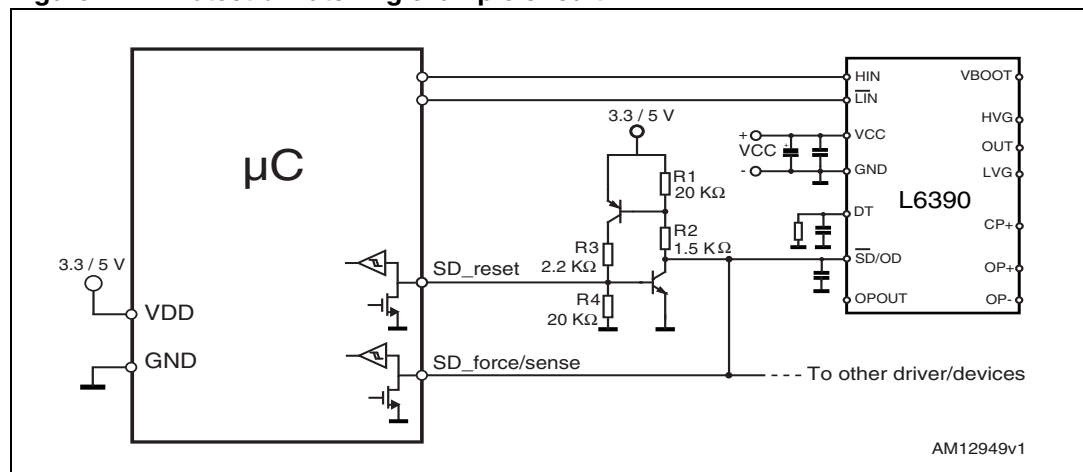 3.3 / 5 V
HIN
VBOOT
L̅I̅N̅
HVG
+
VCC
VCC
OUT
-
GND
LVG
µC
R1
20 KΩ
L6390
DT
CP+
R2
1.5 KΩ
S̅D̅/OD
R3
2.2 KΩ
OP+
3.3 / 5 V
SD_reset
R4
20 KΩ
OPOUT
OP-
VDD
GND
SD_force/sense
To other driver/devices
AM12949v1